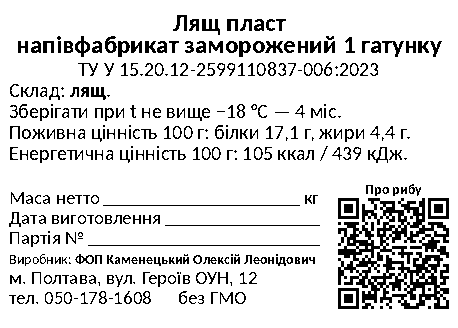 Лящ пласт
напівфабрикат заморожений 1 гатунку
ТУ У 15.20.12-2599110837-006:2023
Склад: лящ.
Зберігати при t не вище −18 °C — 4 міс.
Поживна цінність 100 г: білки 17,1 г, жири 4,4 г.
Енергетична цінність 100 г: 105 ккал / 439 кДж.
Маса нетто ________________ кг
Про рибу
Дата виготовлення ________________
Партія № ________________
Виробник: ФОП Каменецький Олексій Леонідович
м. Полтава, вул. Героїв ОУН, 12
тел. 050-178-1608 без ГМО